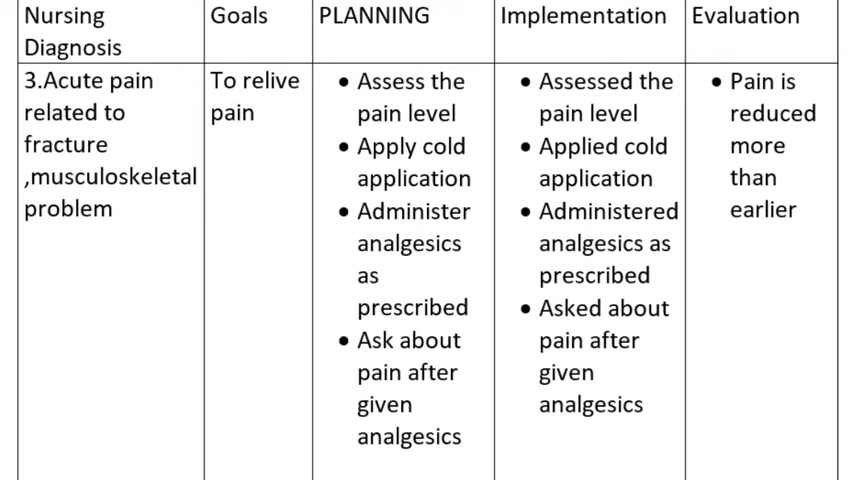 Nursing
Diagnosis
Goals
PLANNING
Implementation
Evaluation
3.Acute pain
related to
fracture
,musculoskeletal
problem
To relive
pain
• Assess the
pain level
• Apply cold
application
• Administer
analgesics
as
prescribed
• Ask about
pain after
given
analgesics
• Assessed the
pain level
• Applied cold
application
• Administered
analgesics as
prescribed
• Asked about
pain after
given
analgesics
• Pain is
reduced
more
than
earlier